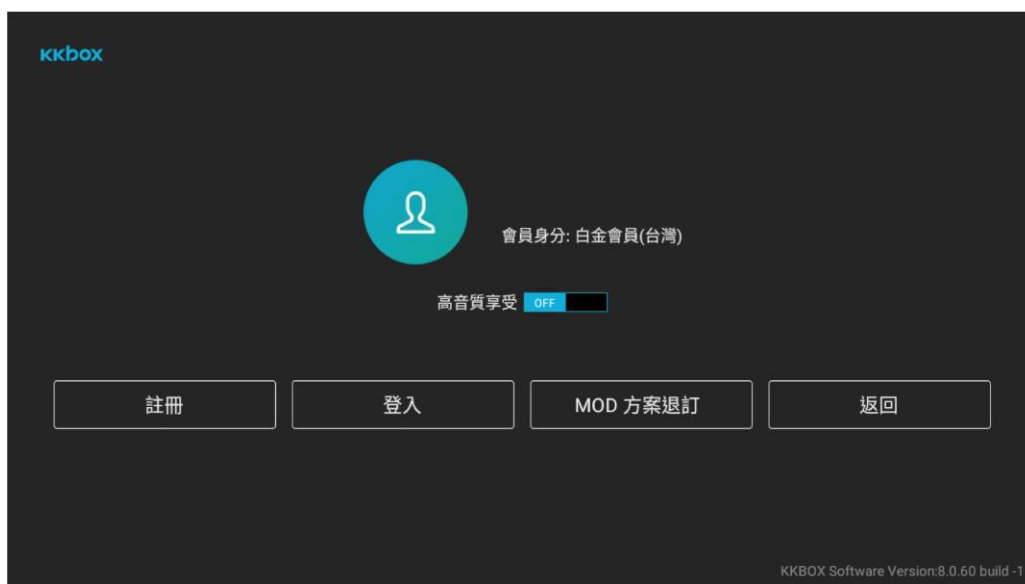 KKbox
會員身分: 白金會員(台灣)
高音質享受 OFF
註冊
登入
MOD 方案退訂
返回
KKBOX Software Version:8.0.60 build -1